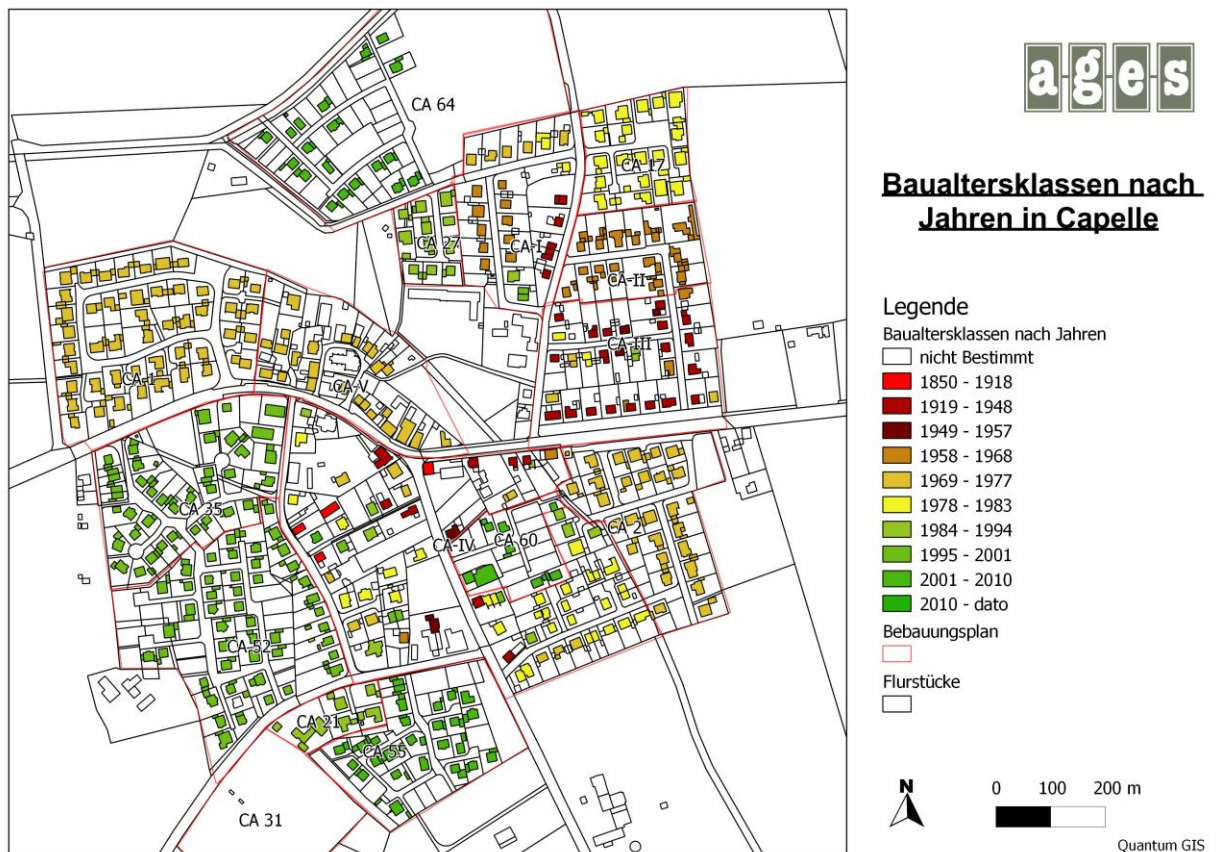 CA 64
CA 17
CA 27
CA-I
CA-II
CA-III
CA-V
CA 35
CA-IV
CA 60
CA 2
CA 52
CA 21
CA 55
CA 31
a-g-e-s
Baualtersklassen nach
Jahren in Capelle
Legende
Baualtersklassen nach Jahren
nicht Bestimmt
1850 - 1918
1919 - 1948
1949 - 1957
1958 - 1968
1969 - 1977
1978 - 1983
1984 - 1994
1995 - 2001
2001 - 2010
2010 - dato
Bebauungsplan
Flurstücke
N
0 100 200 m
Quantum GIS